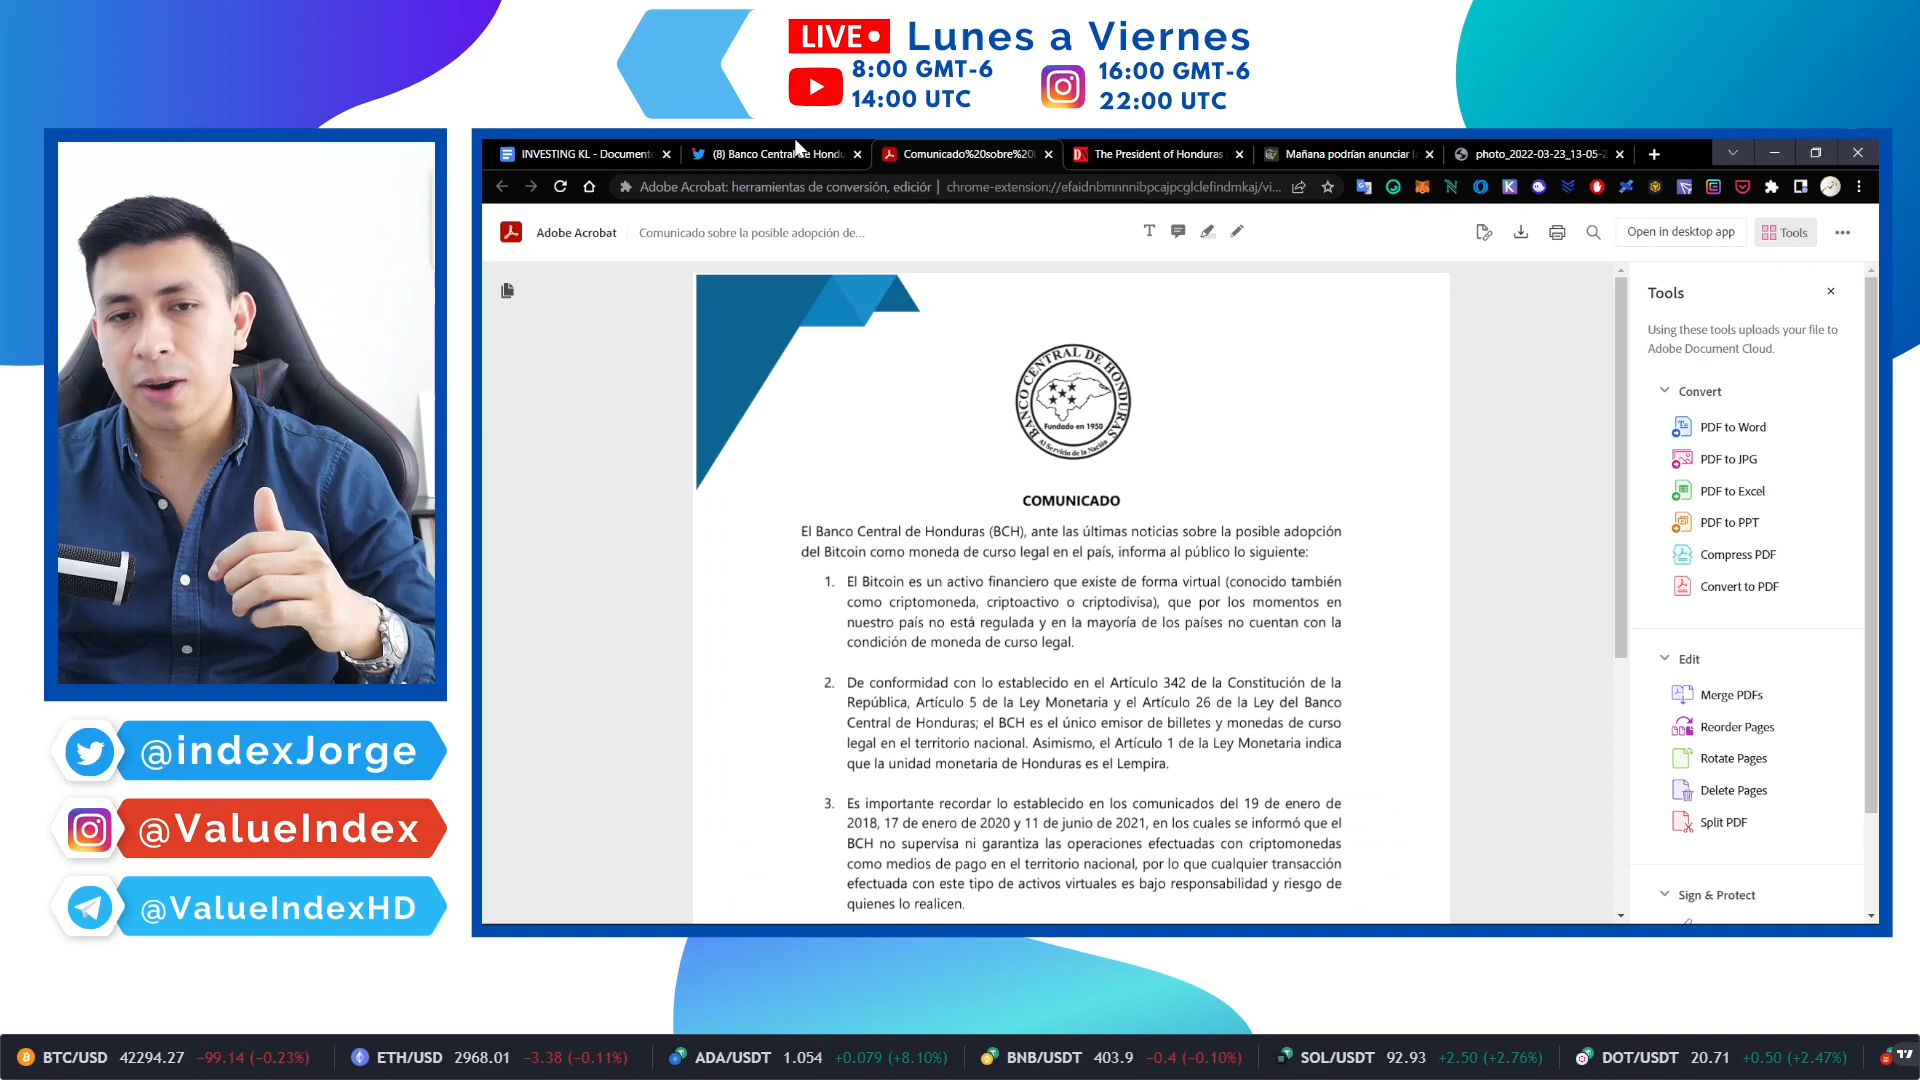 LIVE
Lunes a Viernes
8:00 GMT-6
14:00 UTC
16:00 GMT-6
22:00 UTC
INVESTING KL - Document
(8) Banco Central de Hondu
Comunicado%20sobre%20l
The President of Honduras
Mañana podrían anunciar l
photo_2022-03-23_13-05-2
Adobe Acrobat: herramientas de conversión, edición
chrome-extension://efaidnbmnnnibpcajpcglclefindmkaj/vi...
Adobe Acrobat
Comunicado sobre la posible adopción de...
Open in desktop app
Tools
BANCO CENTRAL DE HONDURAS
Fundado en 1950
Al Servicio de la Nación
COMUNICADO
El Banco Central de Honduras (BCH), ante las últimas noticias sobre la posible adopción
del Bitcoin como moneda de curso legal en el país, informa al público lo siguiente:
1. El Bitcoin es un activo financiero que existe de forma virtual (conocido también
como criptomoneda, criptoactivo o criptodivisa), que por los momentos en
nuestro país no está regulada y en la mayoría de los países no cuentan con la
condición de moneda de curso legal.
2. De conformidad con lo establecido en el Artículo 342 de la Constitución de la
República, Artículo 5 de la Ley Monetaria y el Artículo 26 de la Ley del Banco
Central de Honduras; el BCH es el único emisor de billetes y monedas de curso
legal en el territorio nacional. Asimismo, el Artículo 1 de la Ley Monetaria indica
que la unidad monetaria de Honduras es el Lempira.
3. Es importante recordar lo establecido en los comunicados del 19 de enero de
2018, 17 de enero de 2020 y 11 de junio de 2021, en los cuales se informó que el
BCH no supervisa ni garantiza las operaciones efectuadas con criptomonedas
como medios de pago en el territorio nacional, por lo que cualquier transacción
efectuada con este tipo de activos virtuales es bajo responsabilidad y riesgo de
quienes lo realicen.
Tools
Using these tools uploads your file to
Adobe Document Cloud.
Convert
PDF to Word
PDF to JPG
PDF to Excel
PDF to PPT
Compress PDF
Convert to PDF
Edit
Merge PDFs
Reorder Pages
Rotate Pages
Delete Pages
Split PDF
Sign & Protect
@indexJorge
@ValueIndex
@ValueIndexHD
BTC/USD 42294.27 −99.14 (−0.23%)
ETH/USD 2968.01 −3.38 (−0.11%)
ADA/USDT 1.054 +0.079 (+8.10%)
BNB/USDT 403.9 −0.4 (−0.10%)
SOL/USDT 92.93 +2.50 (+2.76%)
DOT/USDT 20.71 +0.50 (+2.47%)